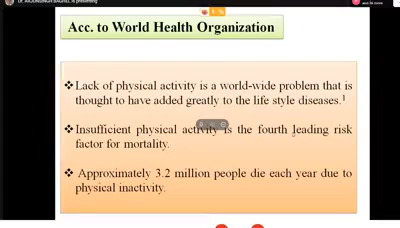 is presenting
Acc. to World Health Organization
❖Lack of physical activity is a world-wide problem that is
thought to have added greatly to the life style diseases.¹
❖Insufficient physical activity is the fourth leading risk
factor for mortality.
❖ Approximately 3.2 million people die each year due to
physical inactivity.